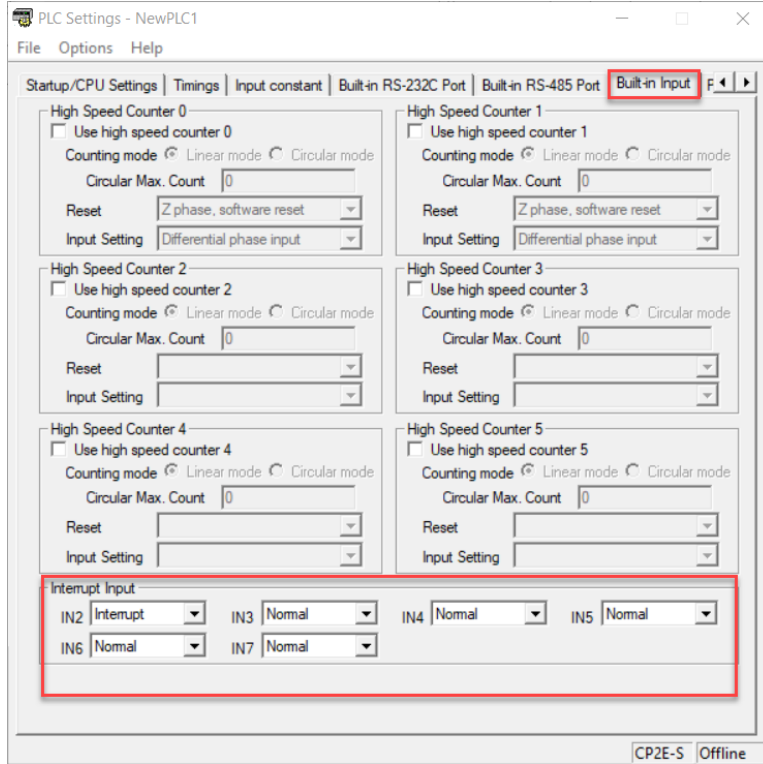 PLC Settings - NewPLC1
File Options Help
Startup/CPU Settings Timings Input constant Built-in RS-232C Port Built-in RS-485 Port Built-in Input
High Speed Counter 0
Use high speed counter 0
Counting mode Linear mode Circular mode
Circular Max. Count 0
Reset Z phase, software reset
Input Setting Differential phase input
High Speed Counter 1
Use high speed counter 1
Counting mode Linear mode Circular mode
Circular Max. Count 0
Reset Z phase, software reset
Input Setting Differential phase input
High Speed Counter 2
Use high speed counter 2
Counting mode Linear mode Circular mode
Circular Max. Count 0
Reset
Input Setting
High Speed Counter 3
Use high speed counter 3
Counting mode Linear mode Circular mode
Circular Max. Count 0
Reset
Input Setting
High Speed Counter 4
Use high speed counter 4
Counting mode Linear mode Circular mode
Circular Max. Count 0
Reset
Input Setting
High Speed Counter 5
Use high speed counter 5
Counting mode Linear mode Circular mode
Circular Max. Count 0
Reset
Input Setting
Interrupt Input
IN2 Interrupt IN3 Normal IN4 Normal IN5 Normal
IN6 Normal IN7 Normal
CP2E-S Offline